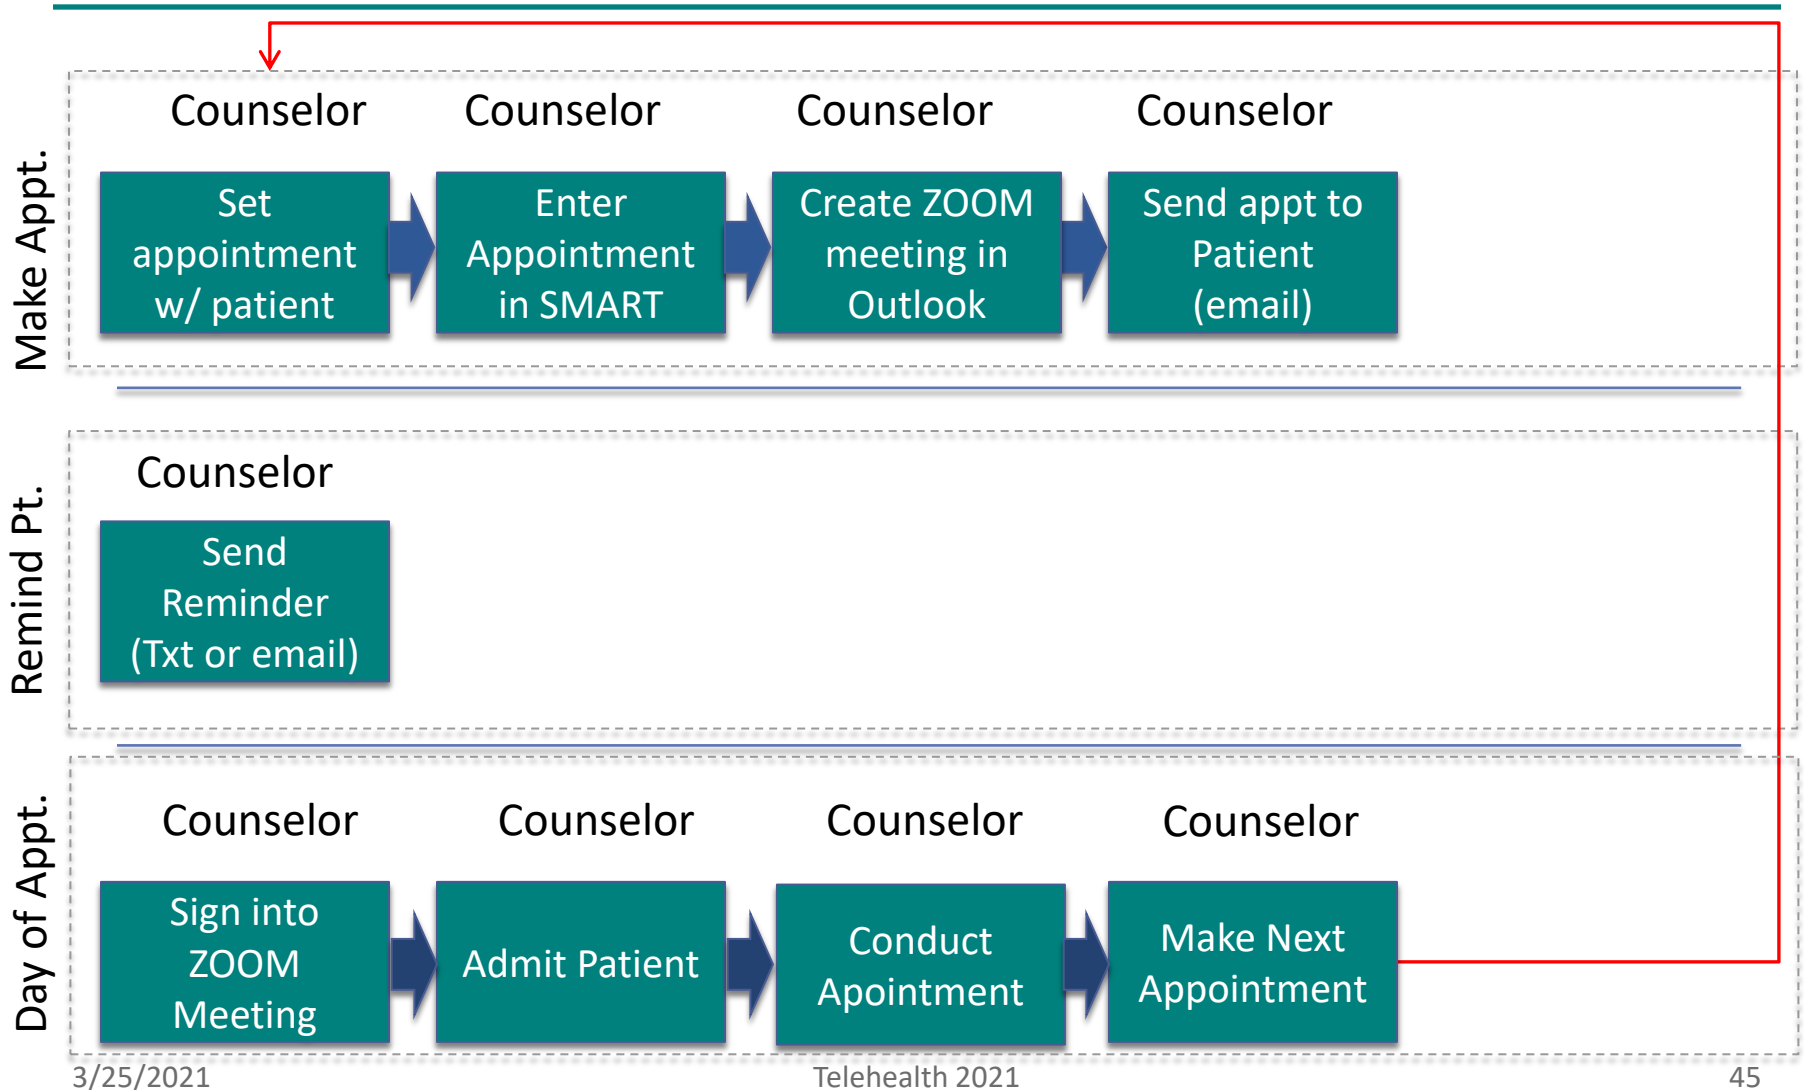 Make Appt.
Counselor
Counselor
Counselor
Counselor
Set
appointment
w/ patient
Enter
Appointment
in SMART
Create ZOOM
meeting in
Outlook
Send appt to
Patient
(email)
Remind Pt.
Counselor
Send
Reminder
(Txt or email)
Day of Appt.
Counselor
Counselor
Counselor
Counselor
Sign into
ZOOM
Meeting
Admit Patient
Conduct
Apointment
Make Next
Appointment
3/25/2021
Telehealth 2021
45